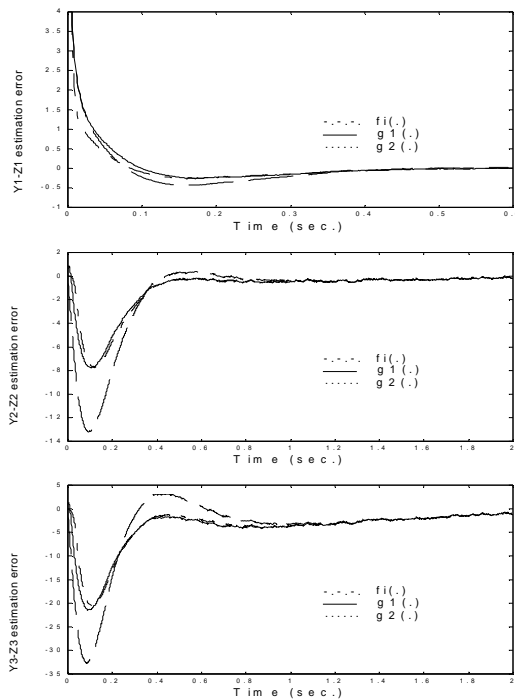 4
3.5
3
2.5
2
1.5
1
0.5
0
-0.5
-1
Y1-Z1 estimation error
-.-.-. fi(.)
g1(.)
..... g2(.)
0 0.1 0.2 0.3 0.4 0.5 0.
Time (sec.)
2
0
-2
-4
-6
-8
-10
-12
-14
Y2-Z2 estimation error
-.-.-. fi(.)
g1(.)
..... g2(.)
0 0.2 0.4 0.6 0.8 1 1.2 1.4 1.6 1.8 2
Time (sec.)
5
0
-5
-10
-15
-20
-25
-30
-35
Y3-Z3 estimation error
-.-.-. fi(.)
g1(.)
..... g2(.)
0 0.2 0.4 0.6 0.8 1 1.2 1.4 1.6 1.8 2
Time (sec.)